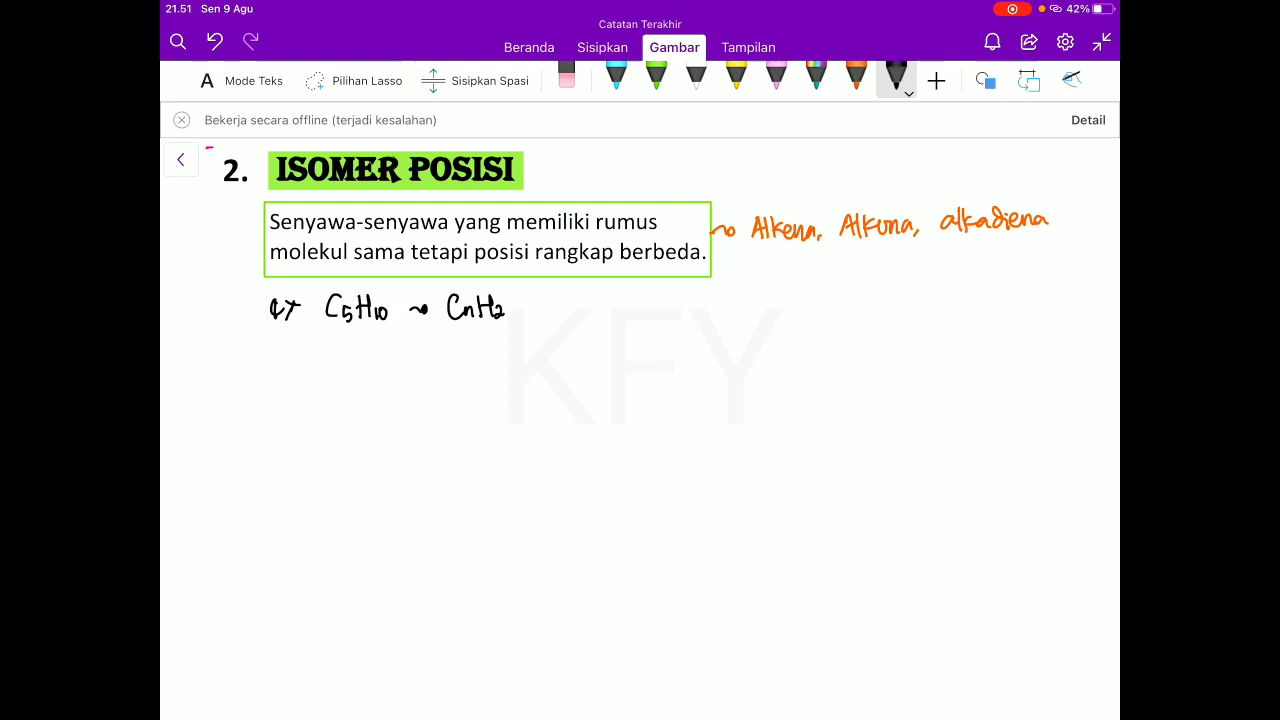 21.51 Sen 9 Agu
42%
Catatan Terakhir
Beranda Sisipkan Gambar Tampilan
A Mode Teks Pilihan Lasso Sisipkan Spasi
Bekerja secara offline (terjadi kesalahan) Detail
2. ISOMER POSISI
Senyawa-senyawa yang memiliki rumus
molekul sama tetapi posisi rangkap berbeda.
Alkena, Alkuna, alkadiena
C5H10 CnH2
KFY